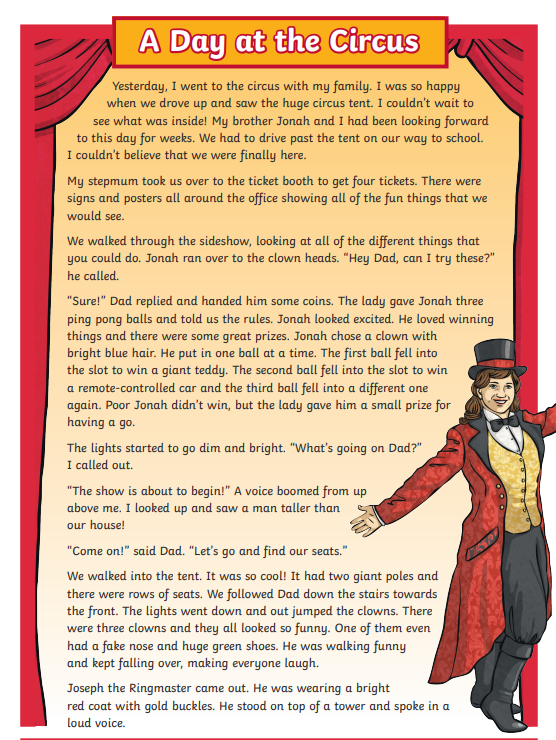 A Day at the Circus
Yesterday, I went to the circus with my family. I was so happy
when we drove up and saw the huge circus tent. I couldn't wait to
see what was inside! My brother Jonah and I had been looking forward
to this day for weeks. We had to drive past the tent on our way to school.
I couldn't believe that we were finally here.
My stepmum took us over to the ticket booth to get four tickets. There were
signs and posters all around the office showing all of the fun things that we
would see.
We walked through the sideshow, looking at all of the different things that
you could do. Jonah ran over to the clown heads. “Hey Dad, can I try these?”
he called.
“Sure!” Dad replied and handed him some coins. The lady gave Jonah three
ping pong balls and told us the rules. Jonah looked excited. He loved winning
things and there were some great prizes. Jonah chose a clown with
bright blue hair. He put in one ball at a time. The first ball fell into
the slot to win a giant teddy. The second ball fell into the slot to win
a remote-controlled car and the third ball fell into a different one
again. Poor Jonah didn't win, but the lady gave him a small prize for
having a go.
The lights started to go dim and bright. “What's going on Dad?”
I called out.
“The show is about to begin!” A voice boomed from up
above me. I looked up and saw a man taller than
our house!
“Come on!” said Dad. “Let's go and find our seats.”
We walked into the tent. It was so cool! It had two giant poles and
there were rows of seats. We followed Dad down the stairs towards
the front. The lights went down and out jumped the clowns. There
were three clowns and they all looked so funny. One of them even
had a fake nose and huge green shoes. He was walking funny
and kept falling over, making everyone laugh.
Joseph the Ringmaster came out. He was wearing a bright
red coat with gold buckles. He stood on top of a tower and spoke in a
loud voice.